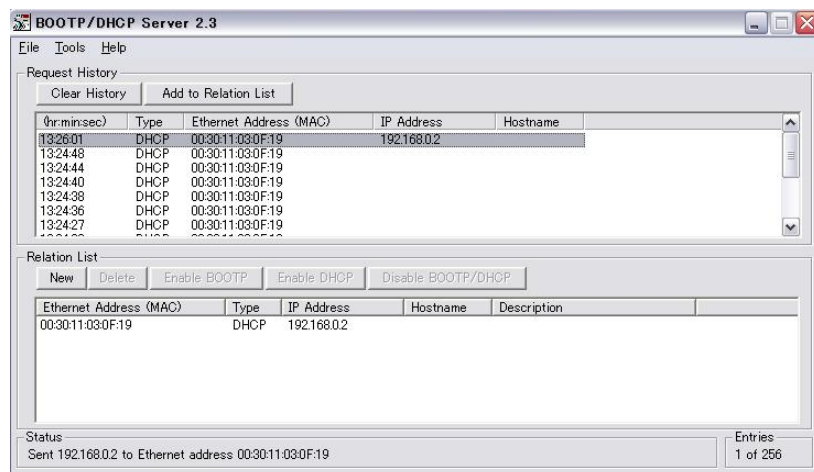 BOOTP/DHCP Server 2.3
File Tools Help
Request History
Clear History Add to Relation List
(hr:min:sec) Type Ethernet Address (MAC) IP Address Hostname
13:26:01 DHCP 00:30:11:03:0F:19 192.168.0.2
13:24:48 DHCP 00:30:11:03:0F:19
13:24:44 DHCP 00:30:11:03:0F:19
13:24:40 DHCP 00:30:11:03:0F:19
13:24:38 DHCP 00:30:11:03:0F:19
13:24:36 DHCP 00:30:11:03:0F:19
13:24:27 DHCP 00:30:11:03:0F:19
Relation List
New Delete Enable BOOTP Enable DHCP Disable BOOTP/DHCP
Ethernet Address (MAC) Type IP Address Hostname Description
00:30:11:03:0F:19 DHCP 192.168.0.2
Status
Sent 192.168.0.2 to Ethernet address 00:30:11:03:0F:19
Entries
1 of 256